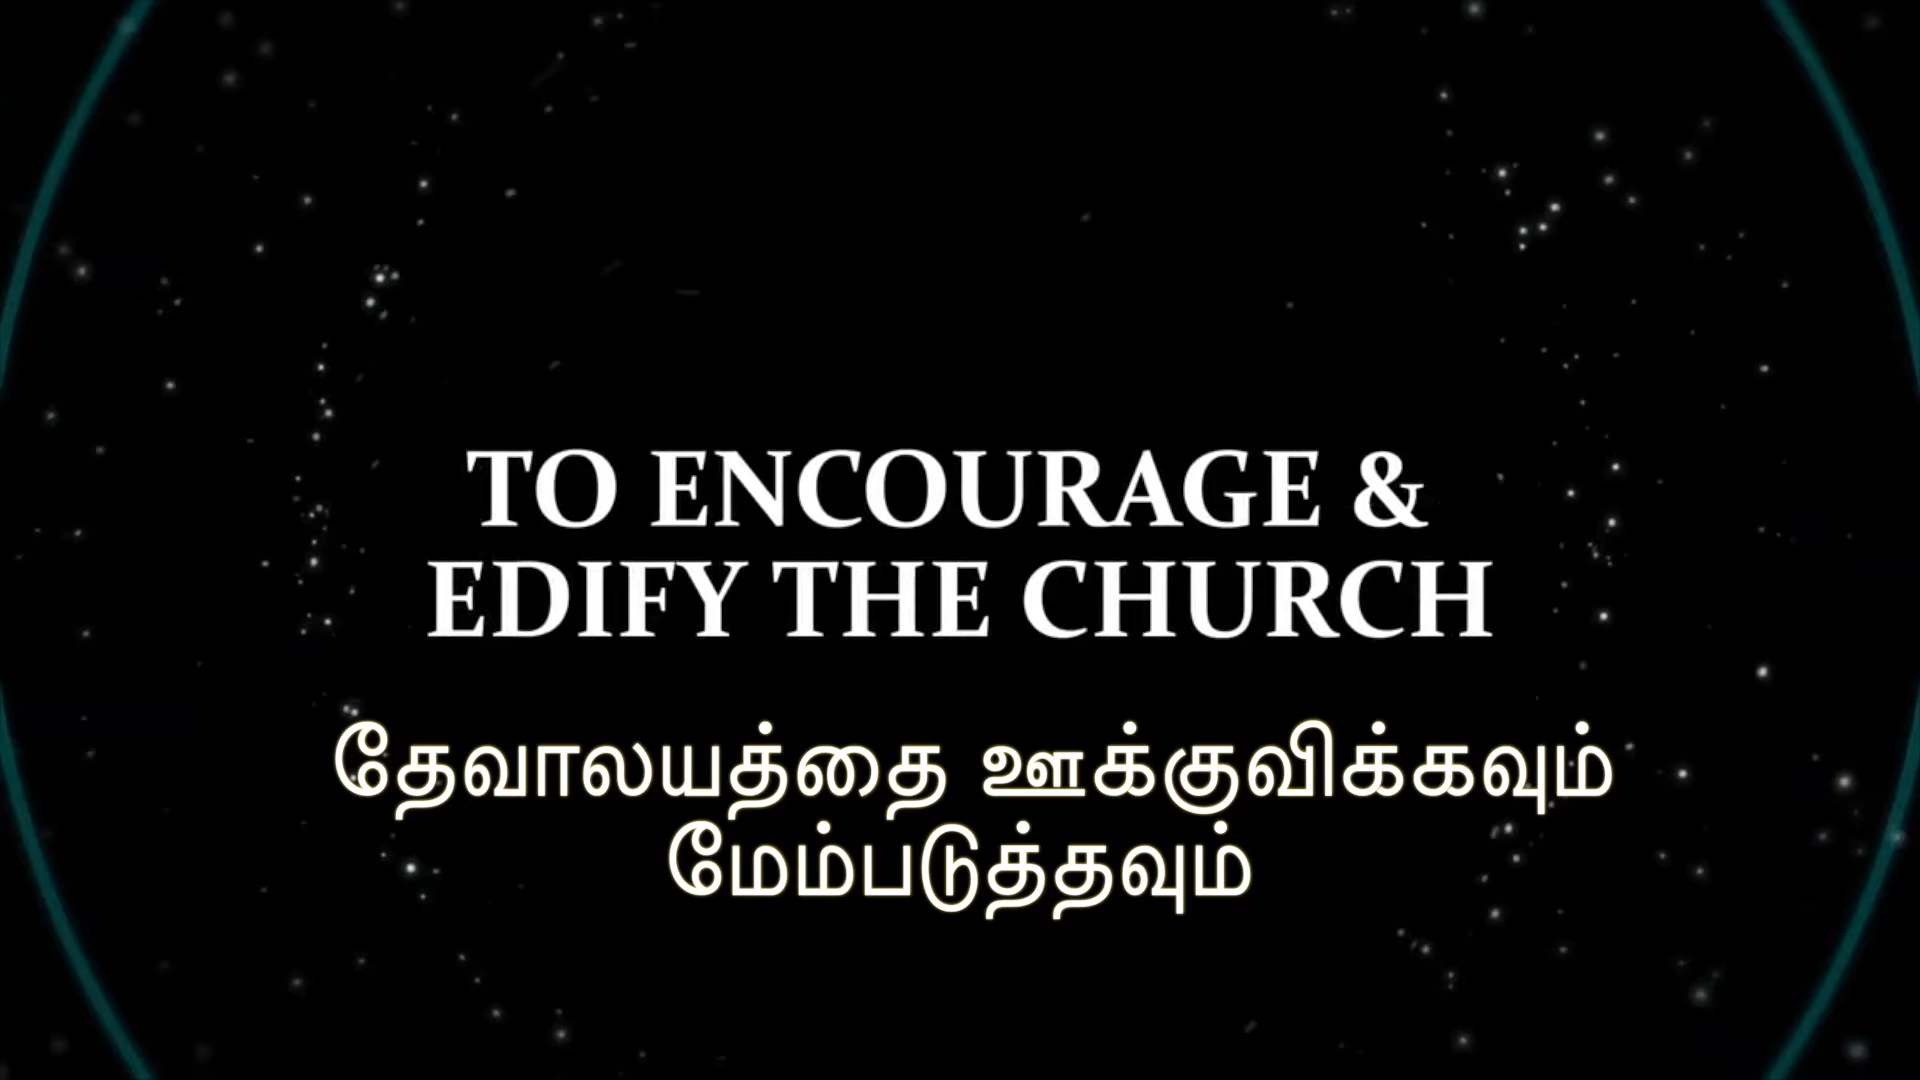 TO ENCOURAGE &
EDIFY THE CHURCH
தேவாலயத்தை ஊக்குவிக்கவும்
மேம்படுத்தவும்